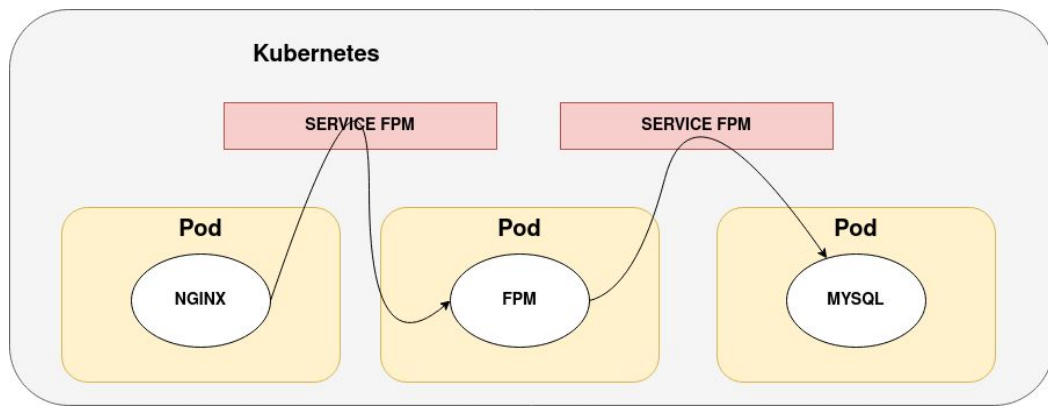 Kubernetes
SERVICE FPM
SERVICE FPM
Pod
Pod
Pod
NGINX
FPM
MYSQL